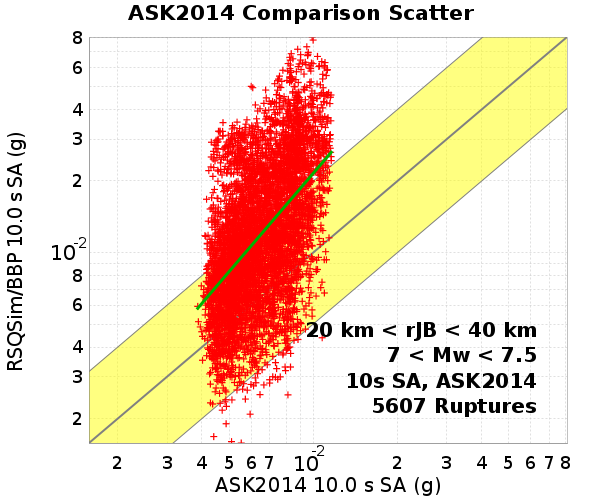 ASK2014 Comparison Scatter
RSQSim/BBP 10.0 s SA (g)
8
6
4
3
2
10-2
8
6
4
3
2
20 km < rJB < 40 km
7 < Mw < 7.5
10s SA, ASK2014
5607 Ruptures
2 3 4 5 6 7 10-2 2 3 4 5 6 7 8
ASK2014 10.0 s SA (g)